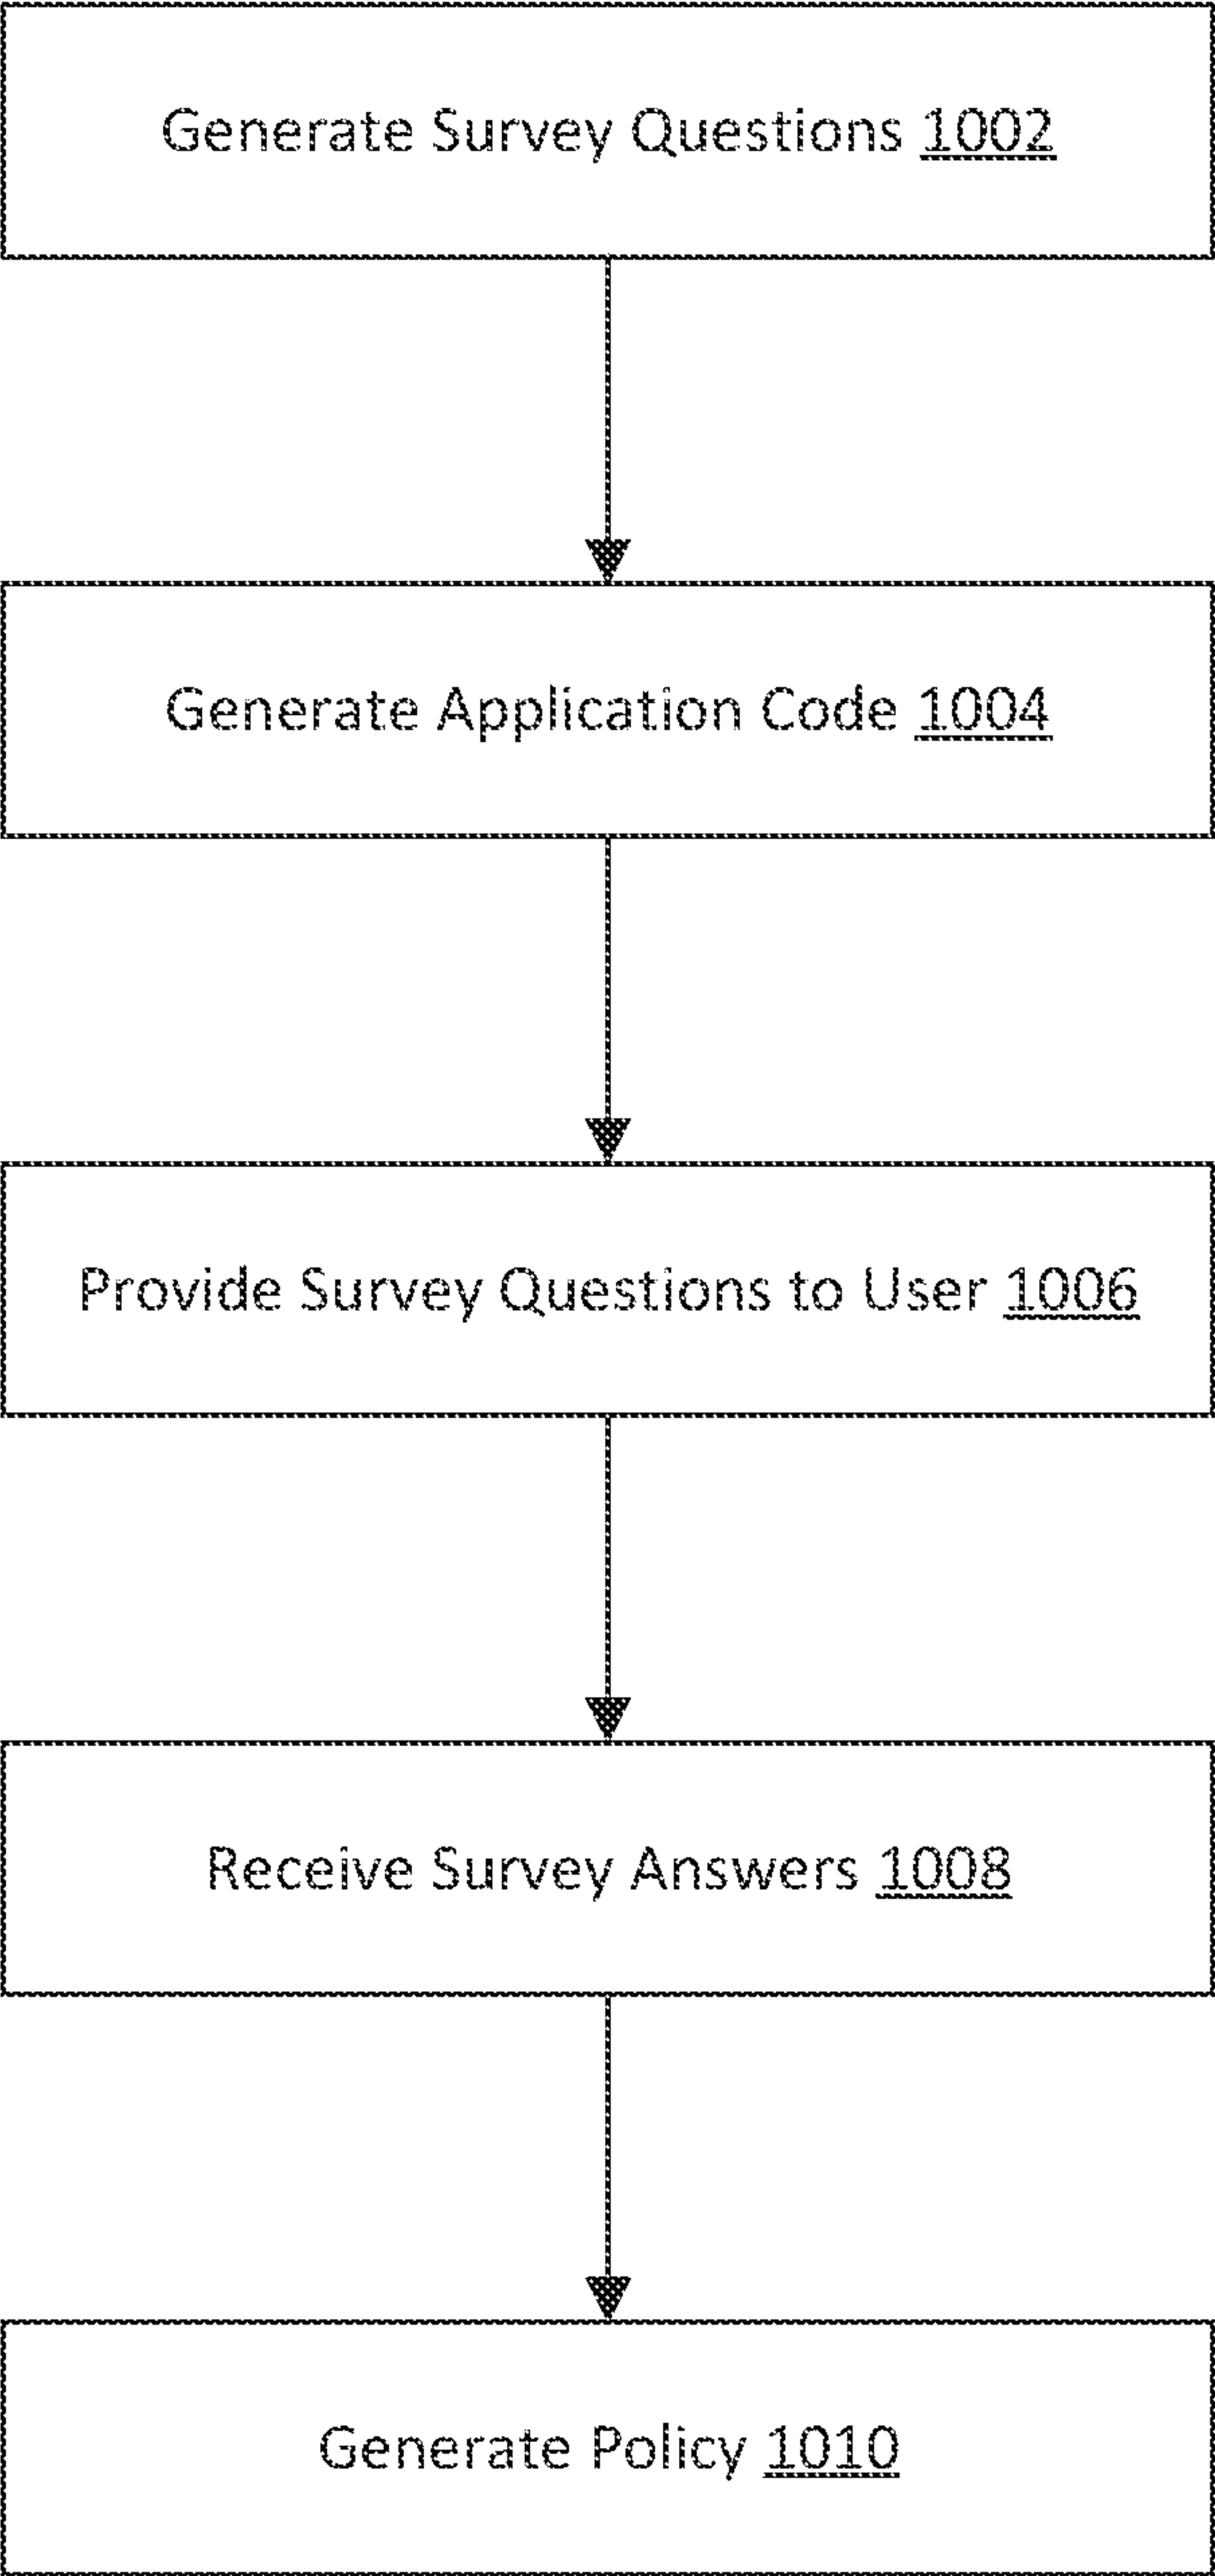 Generate Survey Questions 1002
Generate Application Code 1004
Provide Survey Questions to User 1006
Receive Survey Answers 1008
Generate Policy 1010